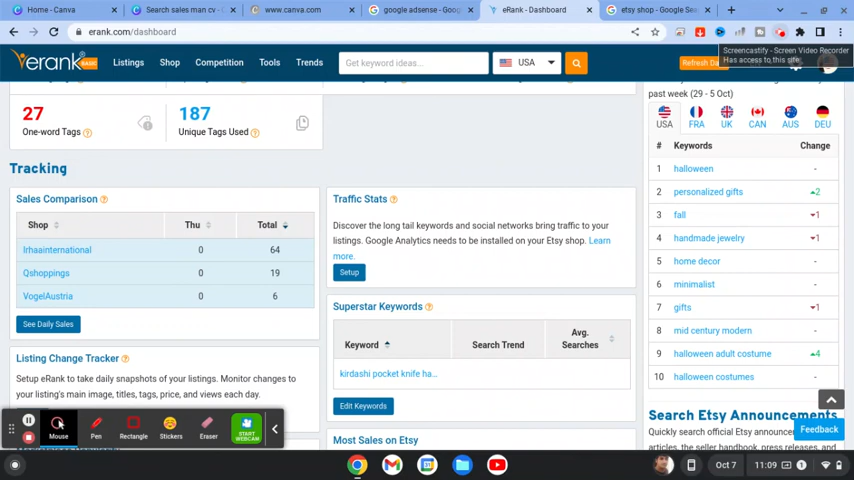 Home - Canva
Search sales man cv - C
www.canva.com
google adsense - Goog
eRank - Dashboard
etsy shop - Google Sea
erank.com/dashboard
Screencastify - Screen Video Recorder
Has access to this site
erank BASIC
Listings
Shop
Competition
Tools
Trends
Get keyword ideas...
USA
Refresh Da
27
One-word Tags
187
Unique Tags Used
Tracking
Sales Comparison
Shop Thu Total
Irhaainternational 0 64
Qshoppings 0 19
VogelAustria 0 6
See Daily Sales
Listing Change Tracker
Setup eRank to take daily snapshots of your listings. Monitor changes to
your listing's main image, titles, tags, price, and views each day.
Traffic Stats
Discover the long tail keywords and social networks bring traffic to your
listings. Google Analytics needs to be installed on your Etsy shop. Learn
more.
Setup
Superstar Keywords
Keyword Search Trend Avg. Searches
kirdashi pocket knife ha...
Edit Keywords
Most Sales on Etsy
past week (29 - 5 Oct)
USA FRA UK CAN AUS DEU
# Keywords Change
1 halloween -
2 personalized gifts 2
3 fall 1
4 handmade jewelry 1
5 home decor -
6 minimalist -
7 gifts 1
8 mid century modern -
9 halloween adult costume 4
10 halloween costumes -
Search Etsy Announcements
Quickly search official Etsy announcements
articles, the seller handbook, press releases, and
Feedback
Mouse
Pen
Rectangle
Stickers
Eraser
START
WEBCAM
Oct 7
11:09